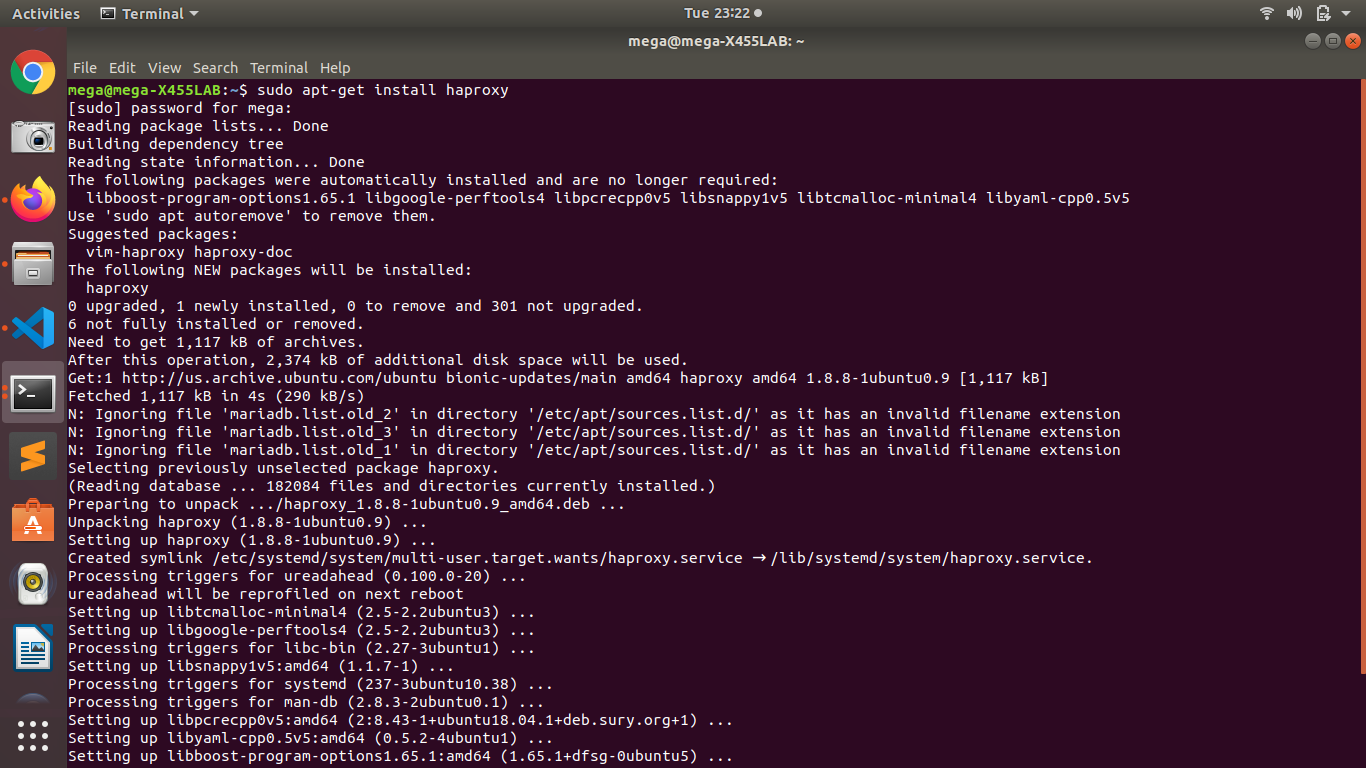 Activities Terminal Tue 23:22
mega@mega-X455LAB: ~
File Edit View Search Terminal Help
mega@mega-X455LAB:~$ sudo apt-get install haproxy
[sudo] password for mega:
Reading package lists... Done
Building dependency tree
Reading state information... Done
The following packages were automatically installed and are no longer required:
  libboost-program-options1.65.1 libgoogle-perftools4 libpcrecpp0v5 libsnappy1v5 libtcmalloc-minimal4 libyaml-cpp0.5v5
Use 'sudo apt autoremove' to remove them.
Suggested packages:
  vim-haproxy haproxy-doc
The following NEW packages will be installed:
  haproxy
0 upgraded, 1 newly installed, 0 to remove and 301 not upgraded.
6 not fully installed or removed.
Need to get 1,117 kB of archives.
After this operation, 2,374 kB of additional disk space will be used.
Get:1 http://us.archive.ubuntu.com/ubuntu bionic-updates/main amd64 haproxy amd64 1.8.8-1ubuntu0.9 [1,117 kB]
Fetched 1,117 kB in 4s (290 kB/s)
N: Ignoring file 'mariadb.list.old_2' in directory '/etc/apt/sources.list.d/' as it has an invalid filename extension
N: Ignoring file 'mariadb.list.old_3' in directory '/etc/apt/sources.list.d/' as it has an invalid filename extension
N: Ignoring file 'mariadb.list.old_1' in directory '/etc/apt/sources.list.d/' as it has an invalid filename extension
Selecting previously unselected package haproxy.
(Reading database ... 182084 files and directories currently installed.)
Preparing to unpack .../haproxy_1.8.8-1ubuntu0.9_amd64.deb ...
Unpacking haproxy (1.8.8-1ubuntu0.9) ...
Setting up haproxy (1.8.8-1ubuntu0.9) ...
Created symlink /etc/systemd/system/multi-user.target.wants/haproxy.service → /lib/systemd/system/haproxy.service.
Processing triggers for ureadahead (0.100.0-20) ...
ureadahead will be reprofiled on next reboot
Setting up libtcmalloc-minimal4 (2.5-2.2ubuntu3) ...
Setting up libgoogle-perftools4 (2.5-2.2ubuntu3) ...
Processing triggers for libc-bin (2.27-3ubuntu1) ...
Setting up libsnappy1v5:amd64 (1.1.7-1) ...
Processing triggers for systemd (237-3ubuntu10.38) ...
Processing triggers for man-db (2.8.3-2ubuntu0.1) ...
Setting up libpcrecpp0v5:amd64 (2:8.43-1+ubuntu18.04.1+deb.sury.org+1) ...
Setting up libyaml-cpp0.5v5:amd64 (0.5.2-4ubuntu1) ...
Setting up libboost-program-options1.65.1:amd64 (1.65.1+dfsg-0ubuntu5) ...